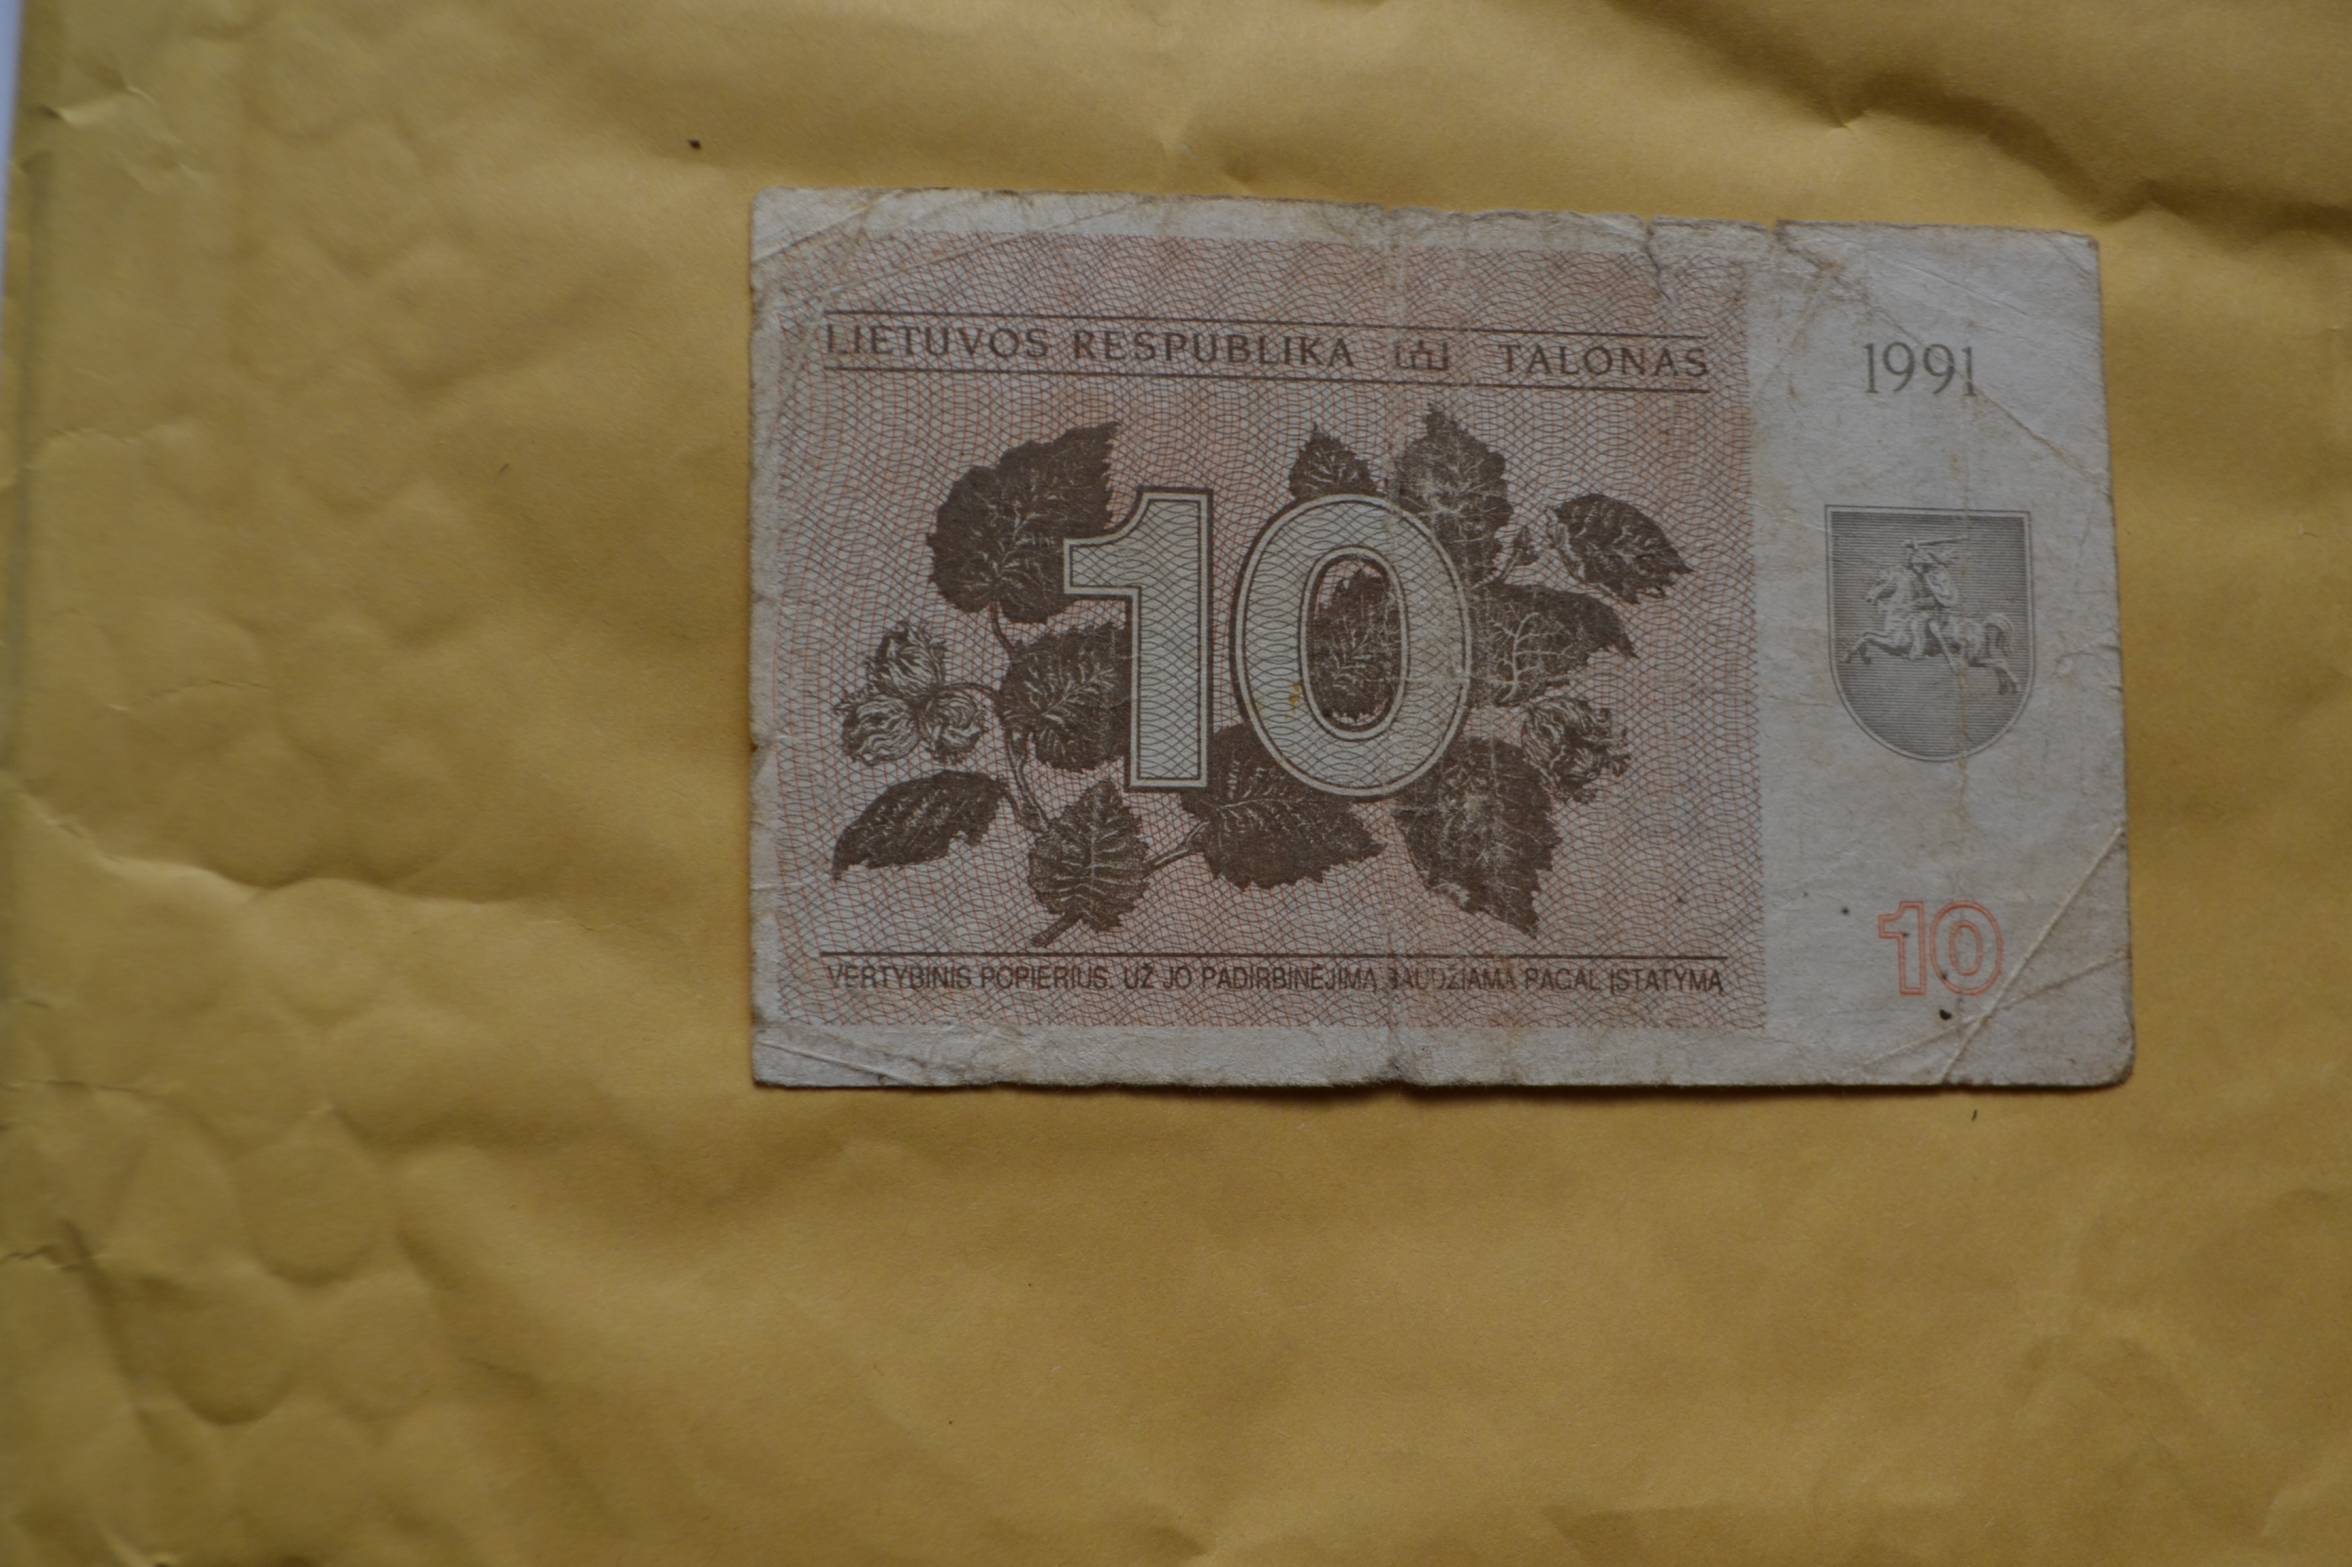 LIETUVOS RESPUBLIKA TALONAS
1991
10
10
VERTYBINIS POPIERIUS. UŽ JO PADIRBINĖJIMĄ BAUDŽIAMA PAGAL ĮSTATYMĄ